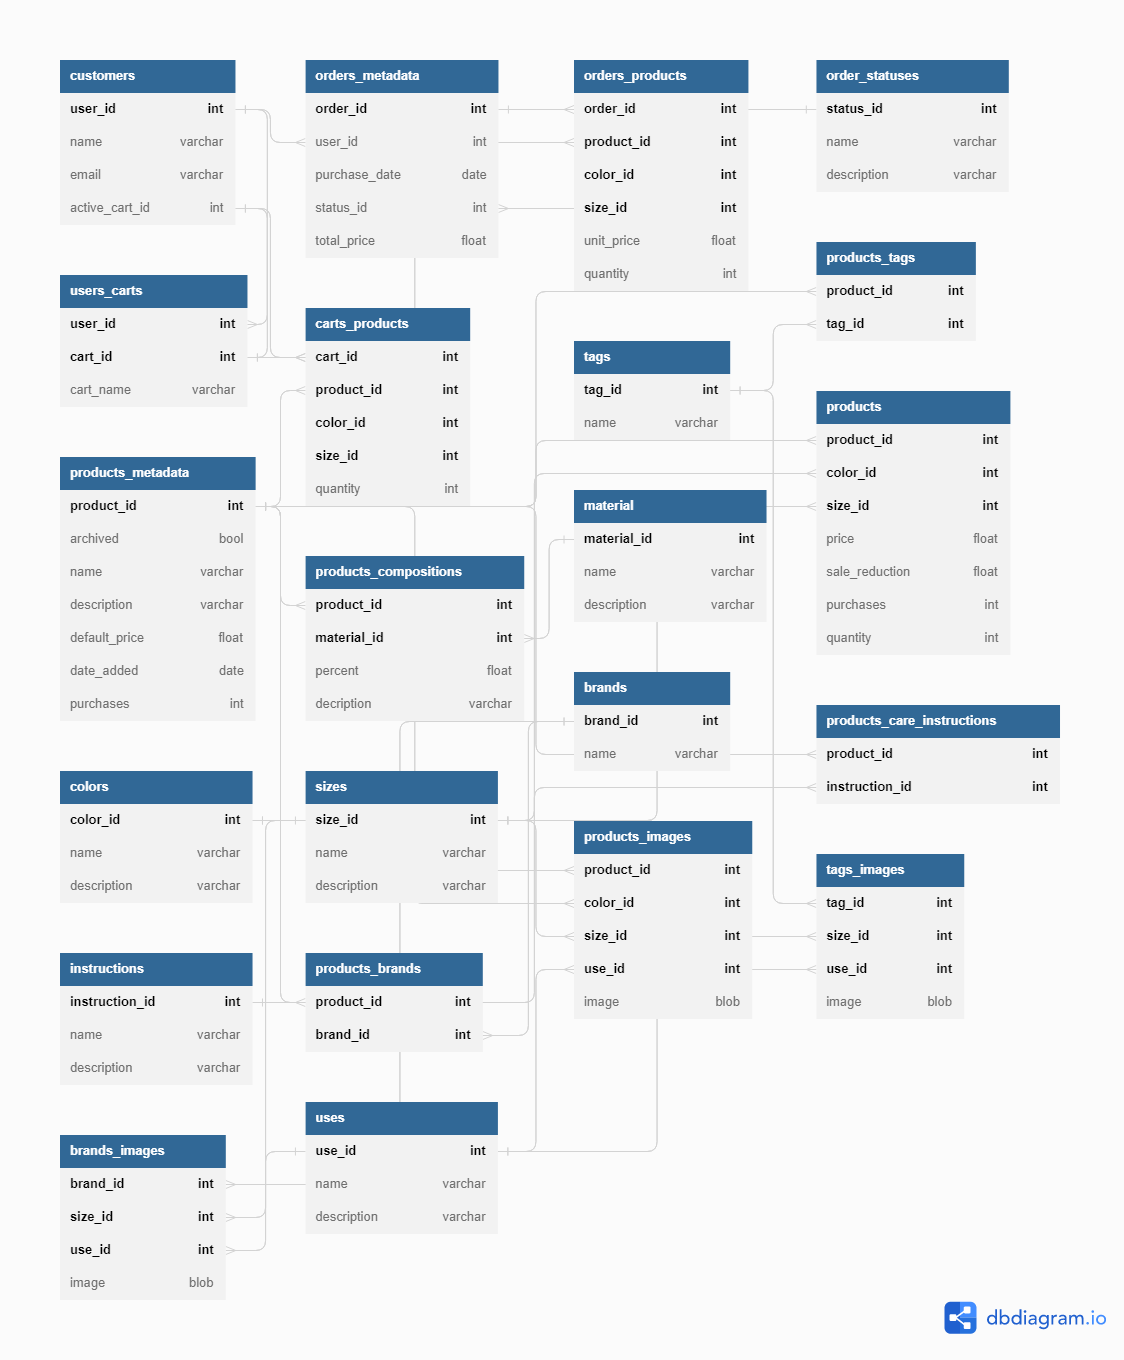 customers
user_id int
name varchar
email varchar
active_cart_id int
users_carts
user_id int
cart_id int
cart_name varchar
products_metadata
product_id int
archived bool
name varchar
description varchar
default_price float
date_added date
purchases int
colors
color_id int
name varchar
description varchar
instructions
instruction_id int
name varchar
description varchar
brands_images
brand_id int
size_id int
use_id int
image blob
orders_metadata
order_id int
user_id int
purchase_date date
status_id int
total_price float
carts_products
cart_id int
product_id int
color_id int
size_id int
quantity int
products_compositions
product_id int
material_id int
percent float
decription varchar
sizes
size_id int
name varchar
description varchar
products_brands
product_id int
brand_id int
uses
use_id int
name varchar
description varchar
orders_products
order_id int
product_id int
color_id int
size_id int
unit_price float
quantity int
tags
tag_id int
name varchar
material
material_id int
name varchar
description varchar
brands
brand_id int
name varchar
products_images
product_id int
color_id int
size_id int
use_id int
image blob
order_statuses
status_id int
name varchar
description varchar
products_tags
product_id int
tag_id int
products
product_id int
color_id int
size_id int
price float
sale_reduction float
purchases int
quantity int
products_care_instructions
product_id int
instruction_id int
tags_images
tag_id int
size_id int
use_id int
image blob
dbdiagram.io